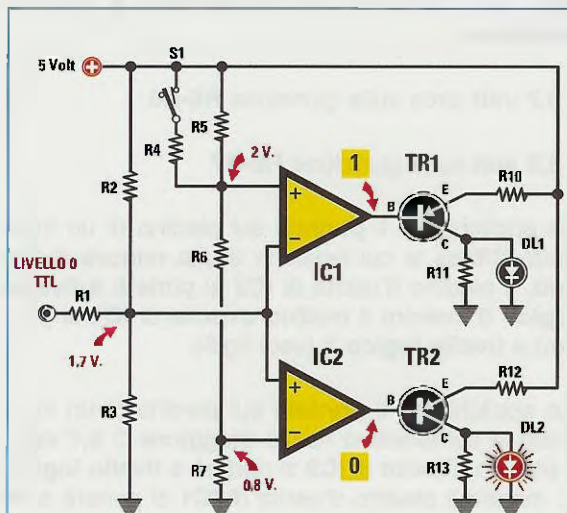 5 Volt
S1
R4
R5
R2
2 V.
1
TR1
B
E
C
R10
IC1
R11
DL1
R6
LIVELLO 0
TTL
R1
1,7 V.
IC2
TR2
B
E
C
R12
R3
R7
0,8 V.
0
R13
DL2